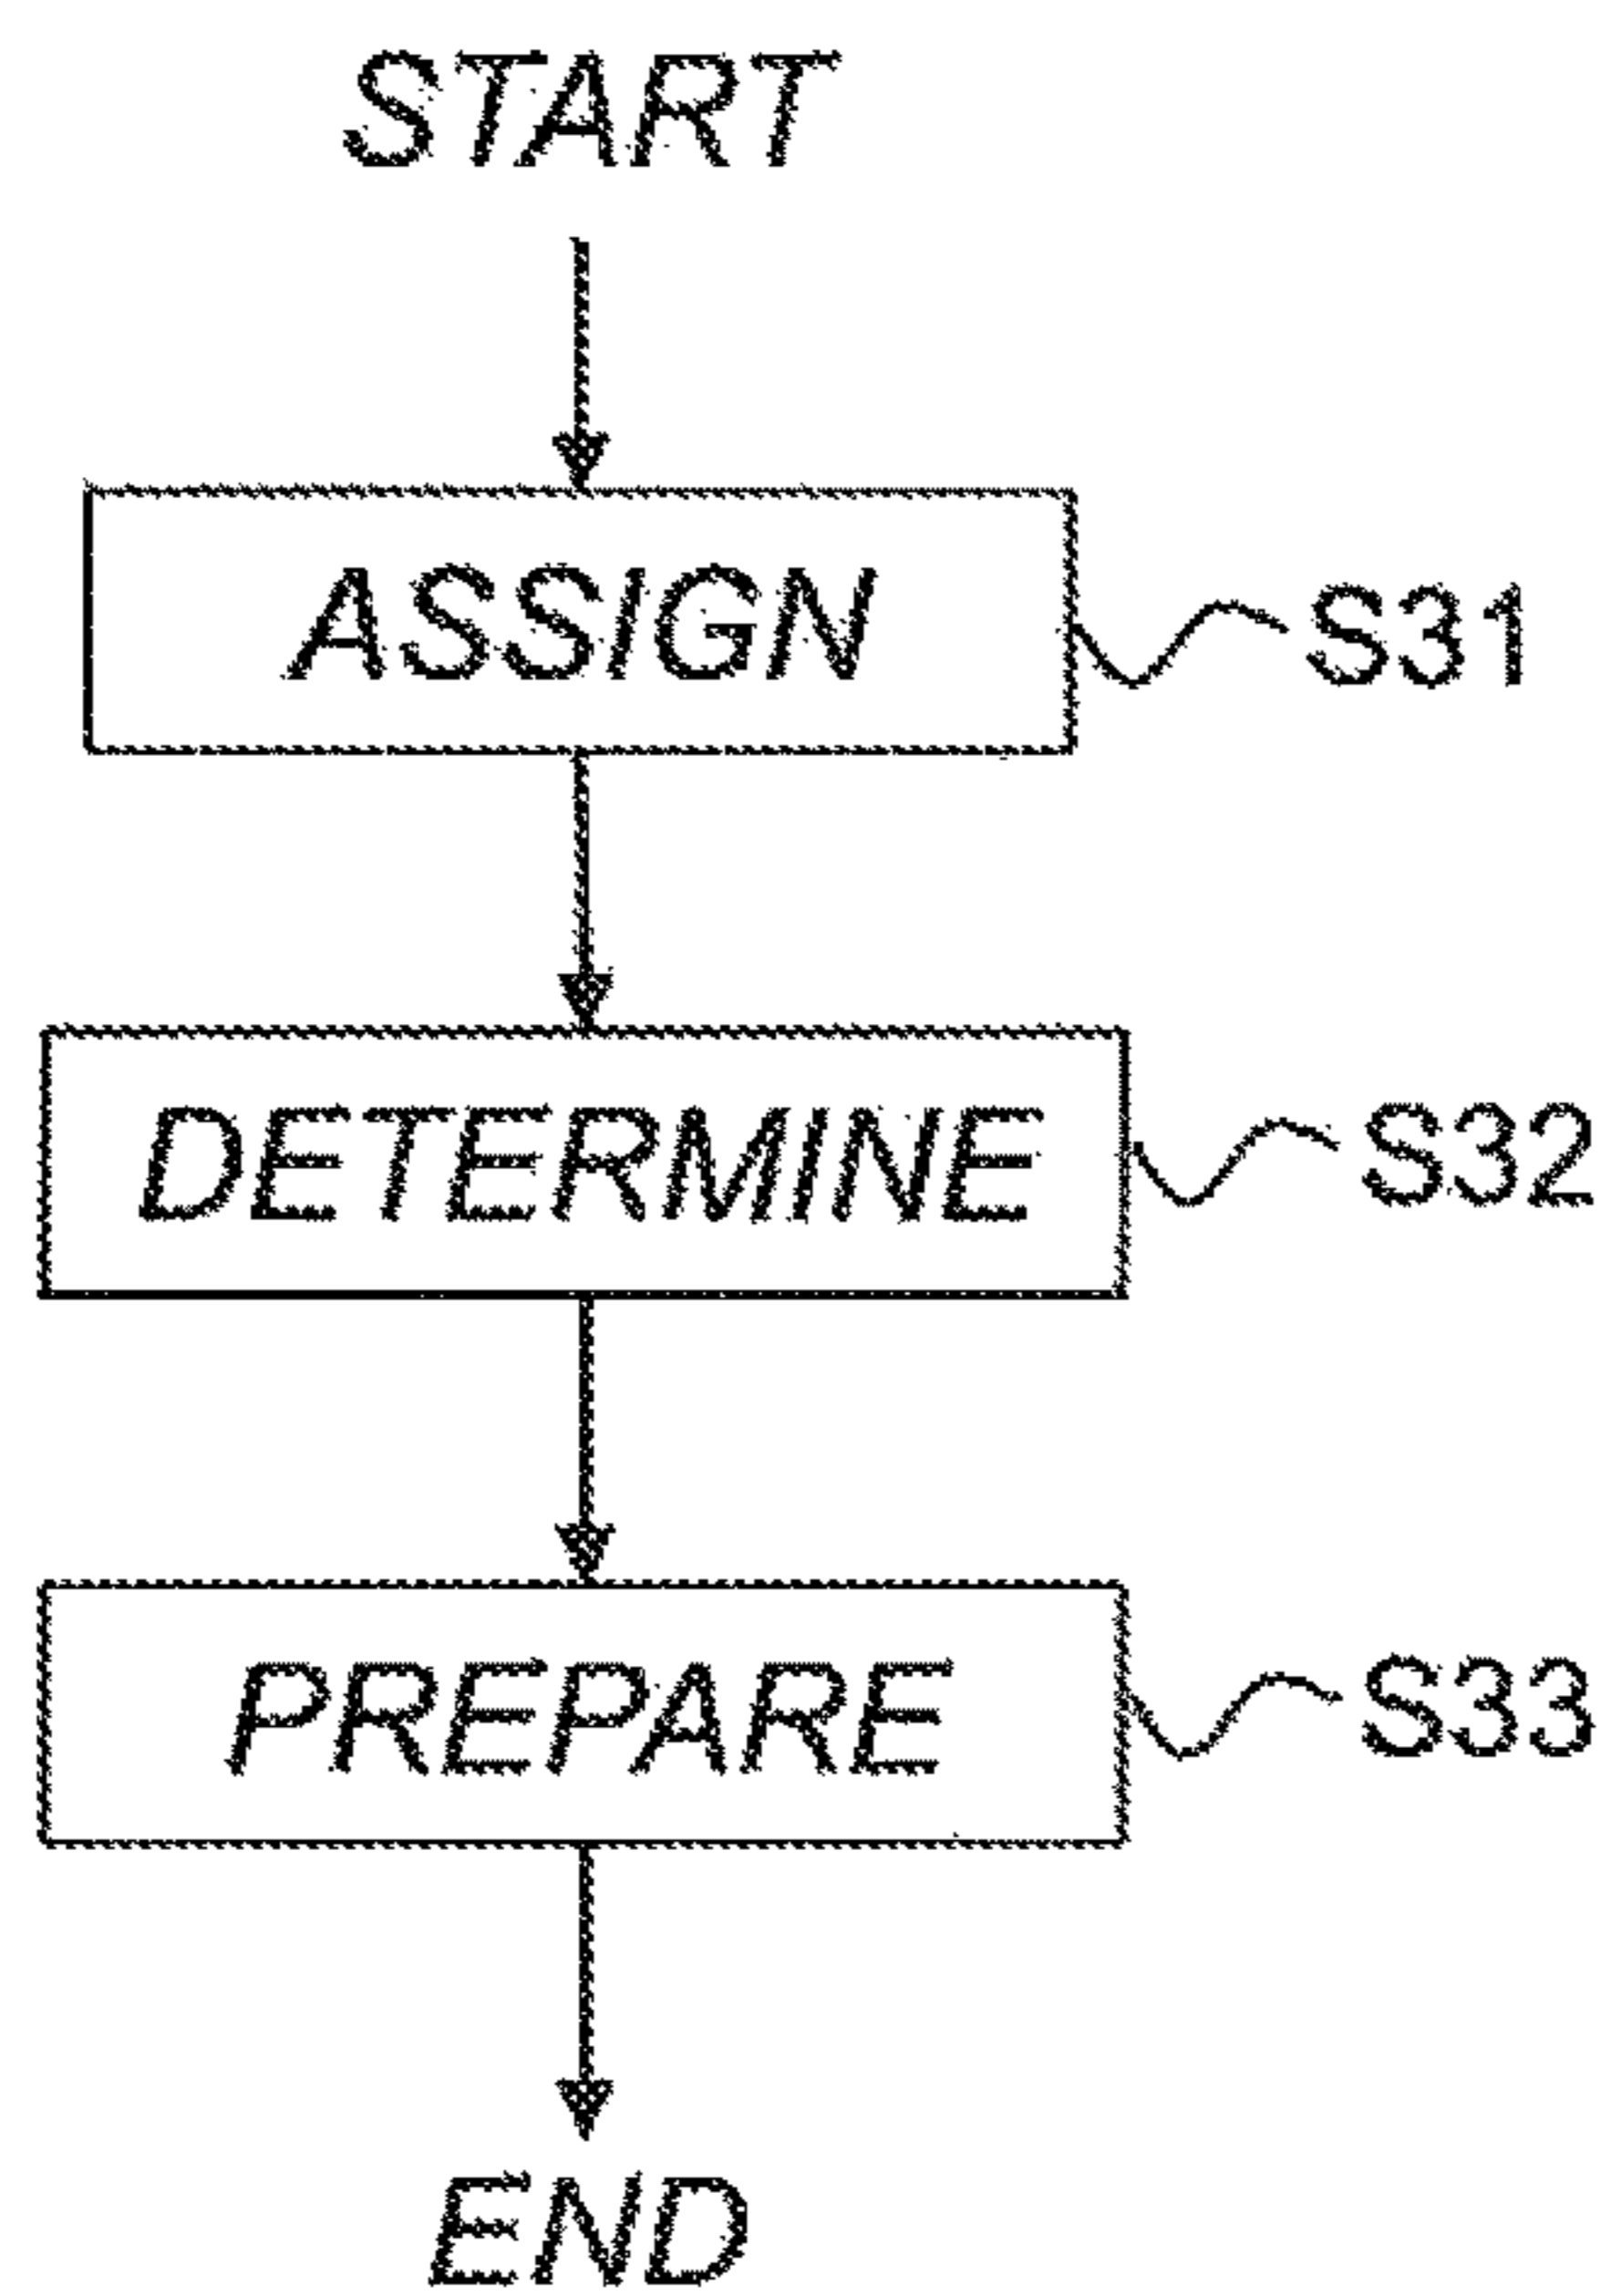 START
ASSIGN S31
DETERMINE S32
PREPARE S33
END